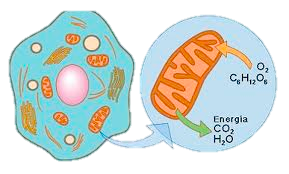 O₂
C₆H₁₂O₆
Energia
CO₂
H₂O